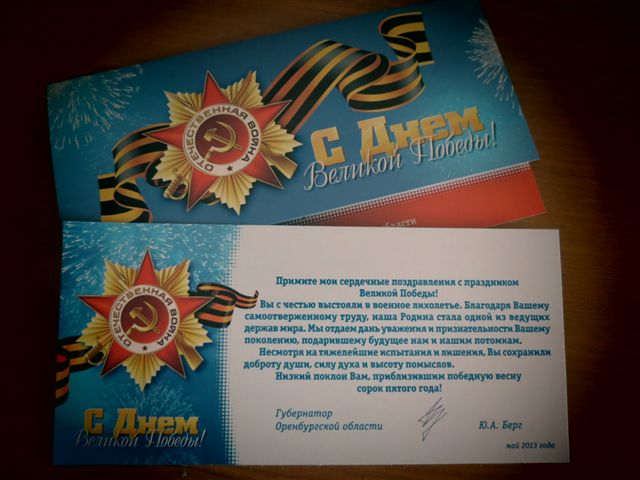 ОТЕЧЕСТВЕННАЯ ВОЙНА
С Днем
Великой Победы!
области
ОТЕЧЕСТВЕННАЯ ВОЙНА
С Днем
Великой Победы!
Примите мои сердечные поздравления с праздником
Великой Победы!
Вы с честью выстояли в военное лихолетье. Благодаря Вашему
самоотверженному труду, наша Родина стала одной из ведущих
держав мира. Мы отдаем дань уважения и признательности Вашему
поколению, подарившему будущее нам и нашим потомкам.
Несмотря на тяжелейшие испытания и лишения, Вы сохранили
доброту души, силу духа и высоту помыслов.
Низкий поклон Вам, приблизившим победную весну
сорок пятого года!
Губернатор
Оренбургской области
Ю.А. Берг
май 2013 года